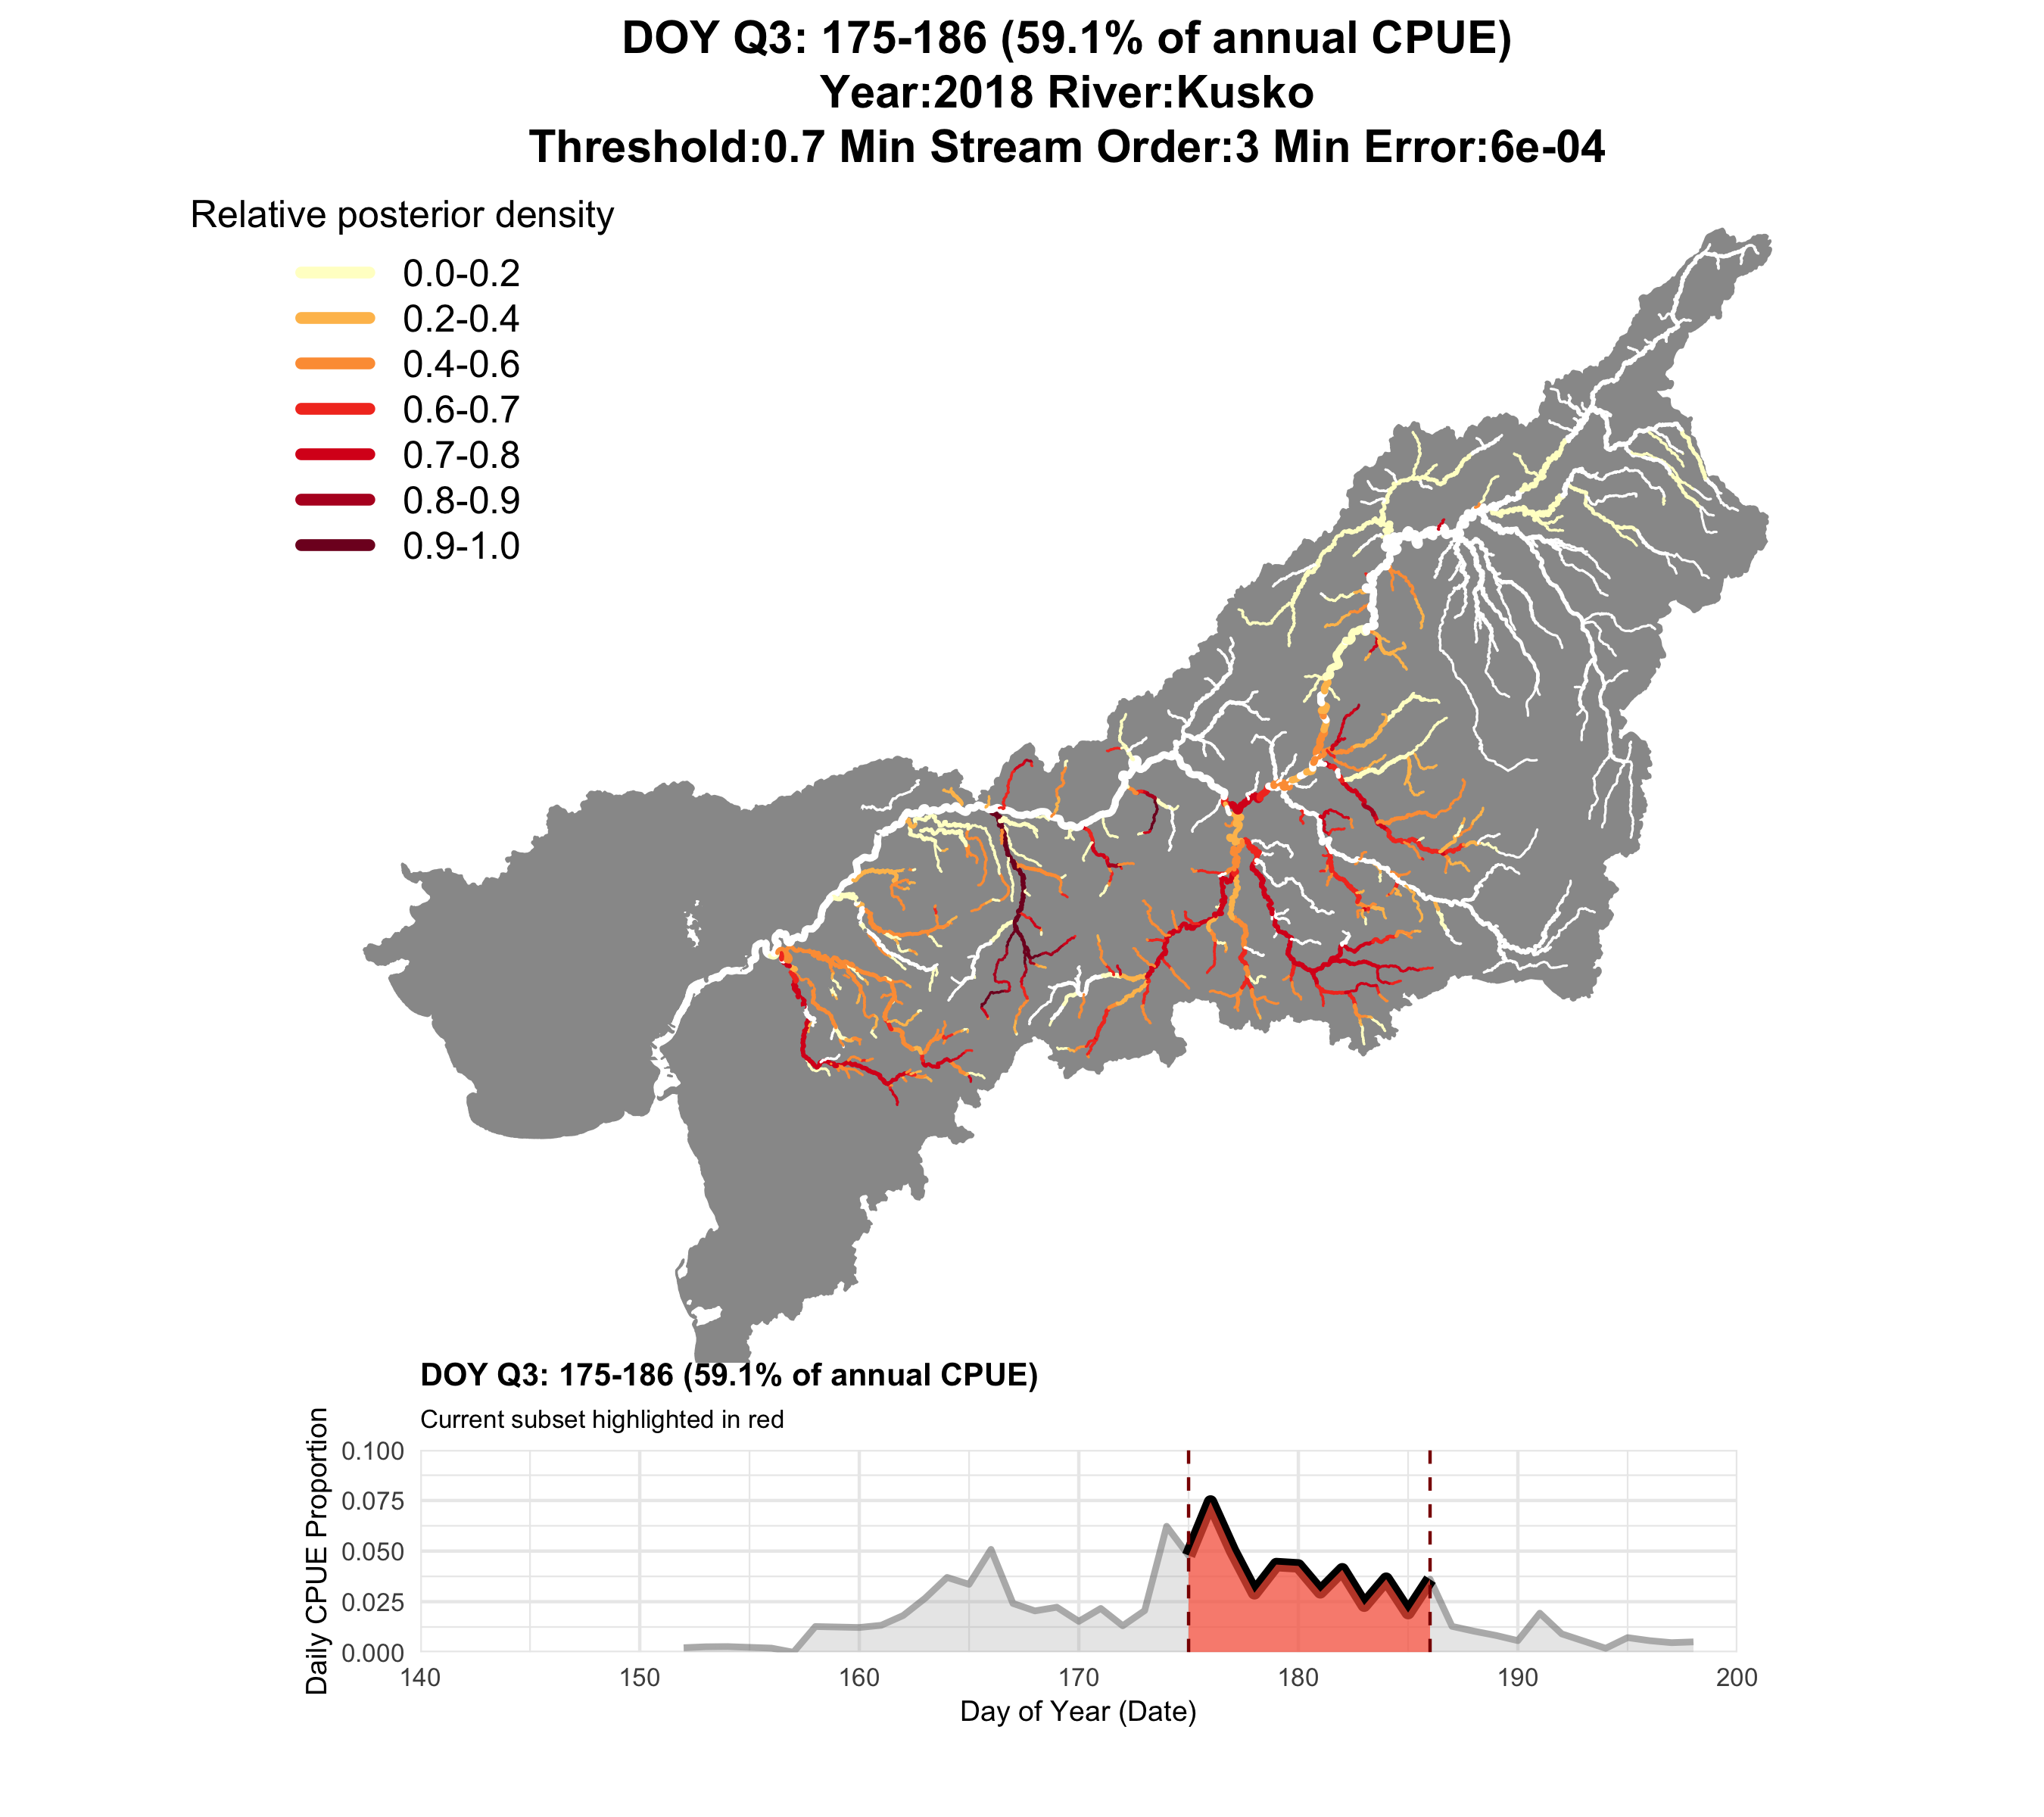 DOY Q3: 175-186 (59.1% of annual CPUE)
Year:2018 River:Kusko
Threshold:0.7 Min Stream Order:3 Min Error:6e-04
Relative posterior density
0.0-0.2
0.2-0.4
0.4-0.6
0.6-0.7
0.7-0.8
0.8-0.9
0.9-1.0
DOY Q3: 175-186 (59.1% of annual CPUE)
Current subset highlighted in red
Daily CPUE Proportion
0.100
0.075
0.050
0.025
0.000
140 150 160 170 180 190 200
Day of Year (Date)